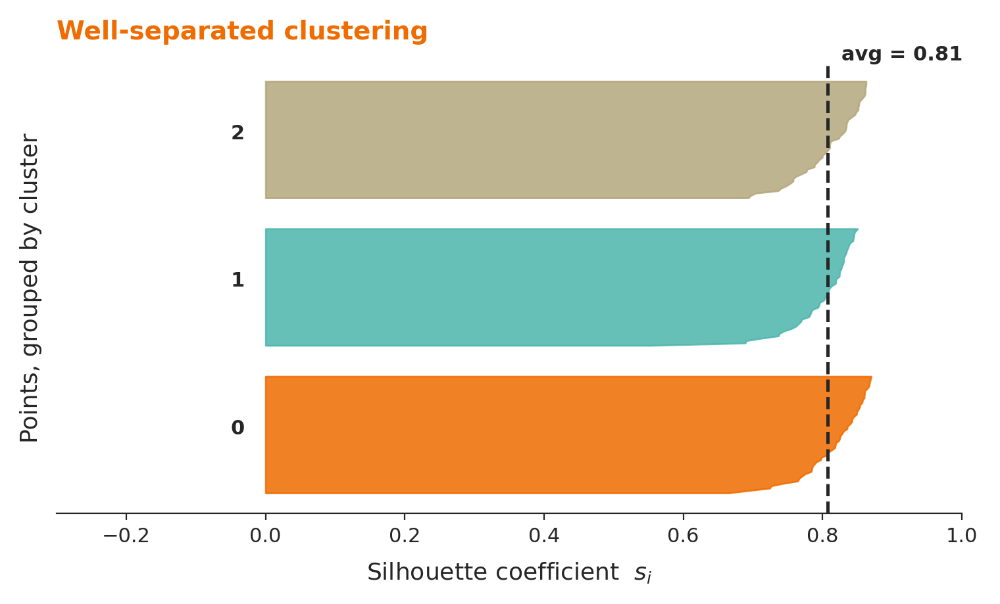 Well-separated clustering
avg = 0.81
Points, grouped by cluster
2
1
0
−0.2 0.0 0.2 0.4 0.6 0.8 1.0
Silhouette coefficient sᵢ